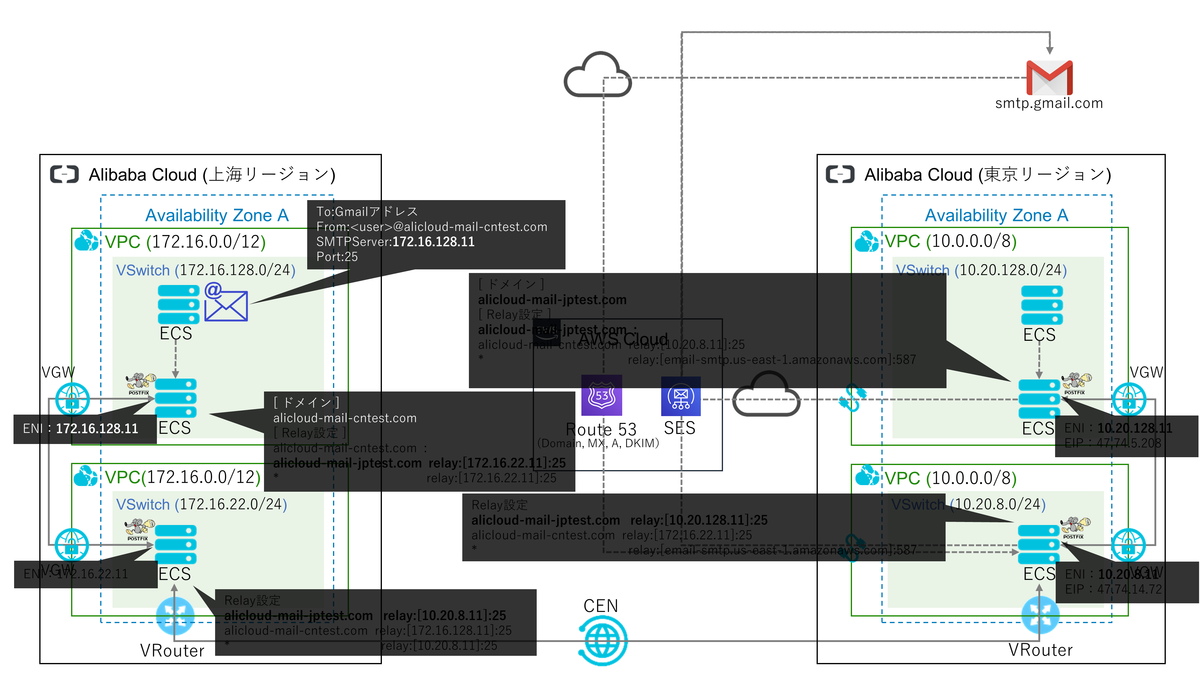 smtp.gmail.com
Alibaba Cloud (上海リージョン)
Availability Zone A
VPC (172.16.0.0/12)
VSwitch (172.16.128.0/24)
@
ECS
To:Gmailアドレス
From:<user>@alicloud-mail-cntest.com
SMTPServer:172.16.128.11
Port:25
VGW
POSTFIX
ECS
ENI：172.16.128.11
[ ドメイン ]
alicloud-mail-cntest.com
[ Relay設定 ]
alicloud-mail-cntest.com :
alicloud-mail-jptest.com relay:[172.16.22.11]:25
* relay:[172.16.22.11]:25
VPC(172.16.0.0/12)
VSwitch (172.16.22.0/24)
POSTFIX
VGW
ECS
ENI：172.16.22.11
Relay設定
alicloud-mail-jptest.com relay:[10.20.8.11]:25
alicloud-mail-cntest.com relay:[172.16.128.11]:25
* relay:[10.20.8.11]:25
VRouter
CEN
[ ドメイン ]
alicloud-mail-jptest.com
[ Relay設定 ]
alicloud-mail-jptest.com :
alicloud-mail-cntest.com relay:[10.20.8.11]:25
* relay:[email-smtp.us-east-1.amazonaws.com]:587
AWS Cloud
53
Route 53
(Domain, MX, A, DKIM)
SES
Relay設定
alicloud-mail-jptest.com relay:[10.20.128.11]:25
alicloud-mail-cntest.com relay:[172.16.22.11]:25
* relay:[email-smtp.us-east-1.amazonaws.com]:587
Alibaba Cloud (東京リージョン)
Availability Zone A
VPC (10.0.0.0/8)
VSwitch (10.20.128.0/24)
ECS
VGW
POSTFIX
ECS
ENI：10.20.128.11
EIP：47.74.5.208
VPC (10.0.0.0/8)
VSwitch (10.20.8.0/24)
POSTFIX
ECS
VGW
ENI：10.20.8.11
EIP：47.74.14.72
VRouter